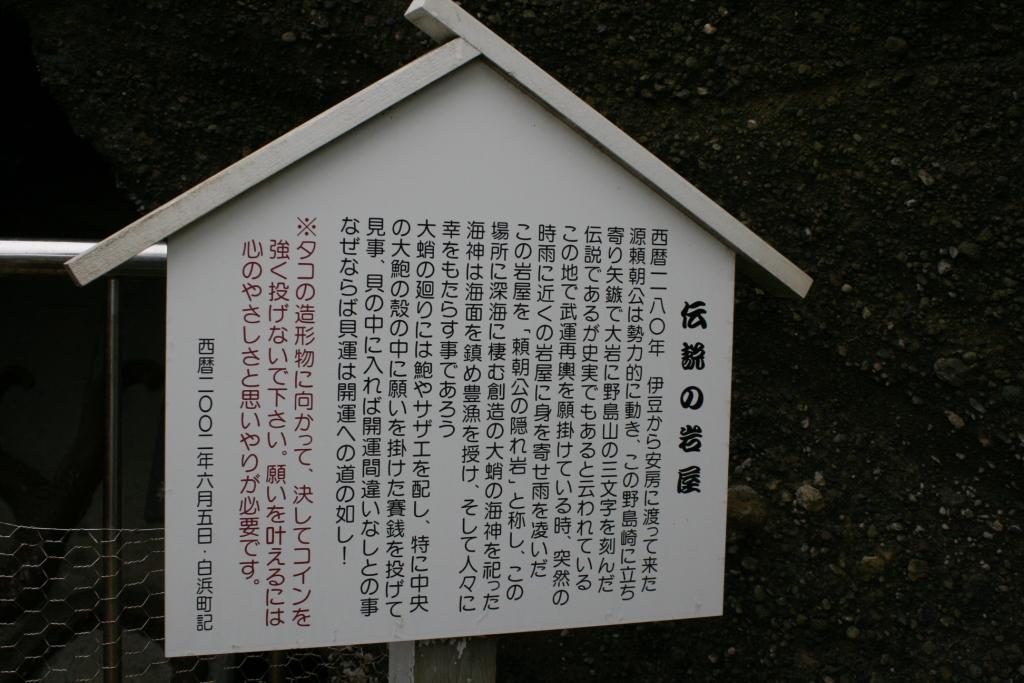 伝説の岩屋
西暦一一八〇年　伊豆から安房に渡って来た
源頼朝公は勢力的に動き、この野島崎に立ち
寄り矢鏃で大岩に野島山の三文字を刻んだ
伝説であるが史実でもあると云われている
この地で武運再輿を願掛けている時、突然の
時雨に近くの岩屋に身を寄せ雨を凌いだ
この岩屋を「頼朝公の隠れ岩」と称し、この
場所に深海に棲む創造の大蛸の海神を祀った
海神は海面を鎮め豊漁を授け、そして人々に
幸をもたらす事であろう
大蛸の廻りには鮑やサザエを配し、特に中央
の大鮑の殻の中に願いを掛けた賽銭を投げて
見事、貝の中に入れば開運間違いなしとの事
なぜならば貝運は開運への道の如し！
※タコの造形物に向かって、決してコインを
強く投げないで下さい。願いを叶えるには
心のやさしさと思いやりが必要です。
西暦二〇〇二年六月五日・白浜町記